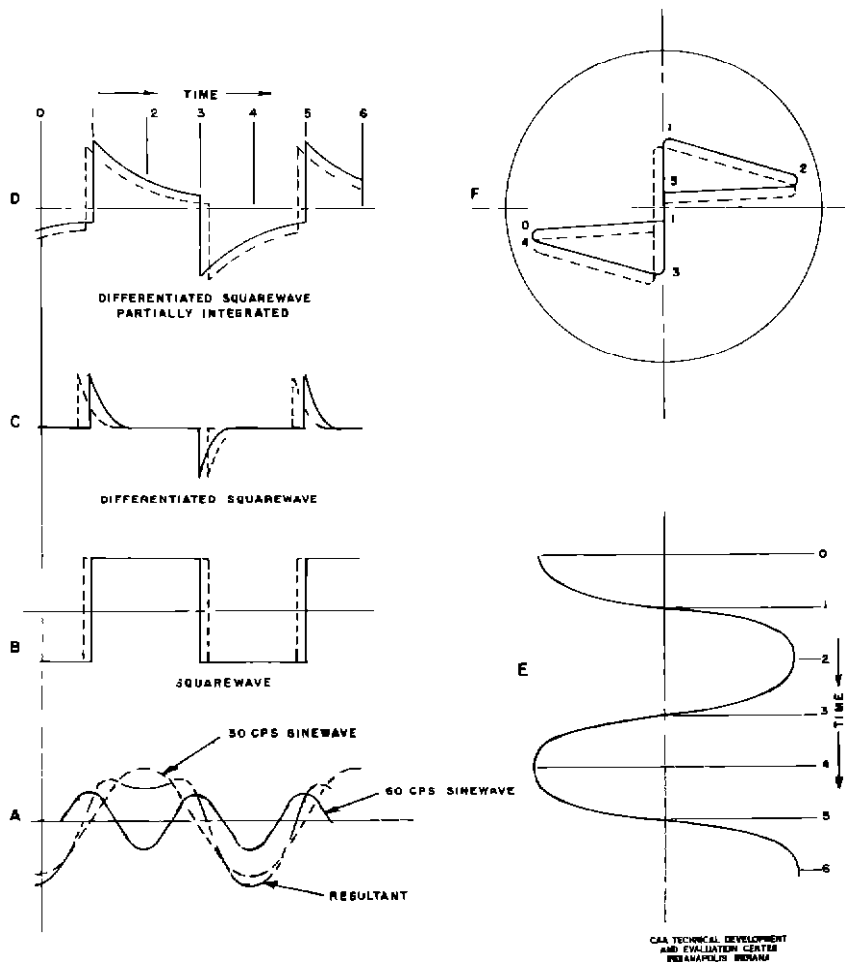 TIME
0
2
3
4
5
6
D
DIFFERENTIATED SQUAREWAVE
PARTIALLY INTEGRATED
C
DIFFERENTIATED SQUAREWAVE
B
SQUAREWAVE
30 CPS SINEWAVE
60 CPS SINEWAVE
A
RESULTANT
F
1
2
5
1
0
4
3
E
0
1
2
3
4
5
6
TIME
CAA TECHNICAL DEVELOPMENT
AND EVALUATION CENTER
INDIANAPOLIS INDIANA